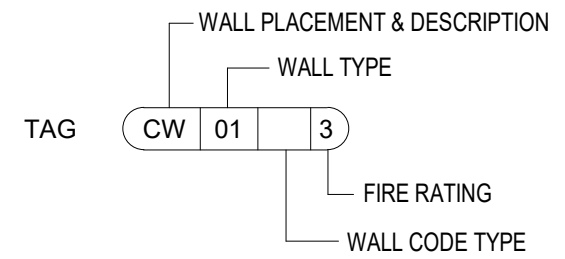 WALL PLACEMENT & DESCRIPTION
WALL TYPE
TAG CW 01 3
FIRE RATING
WALL CODE TYPE